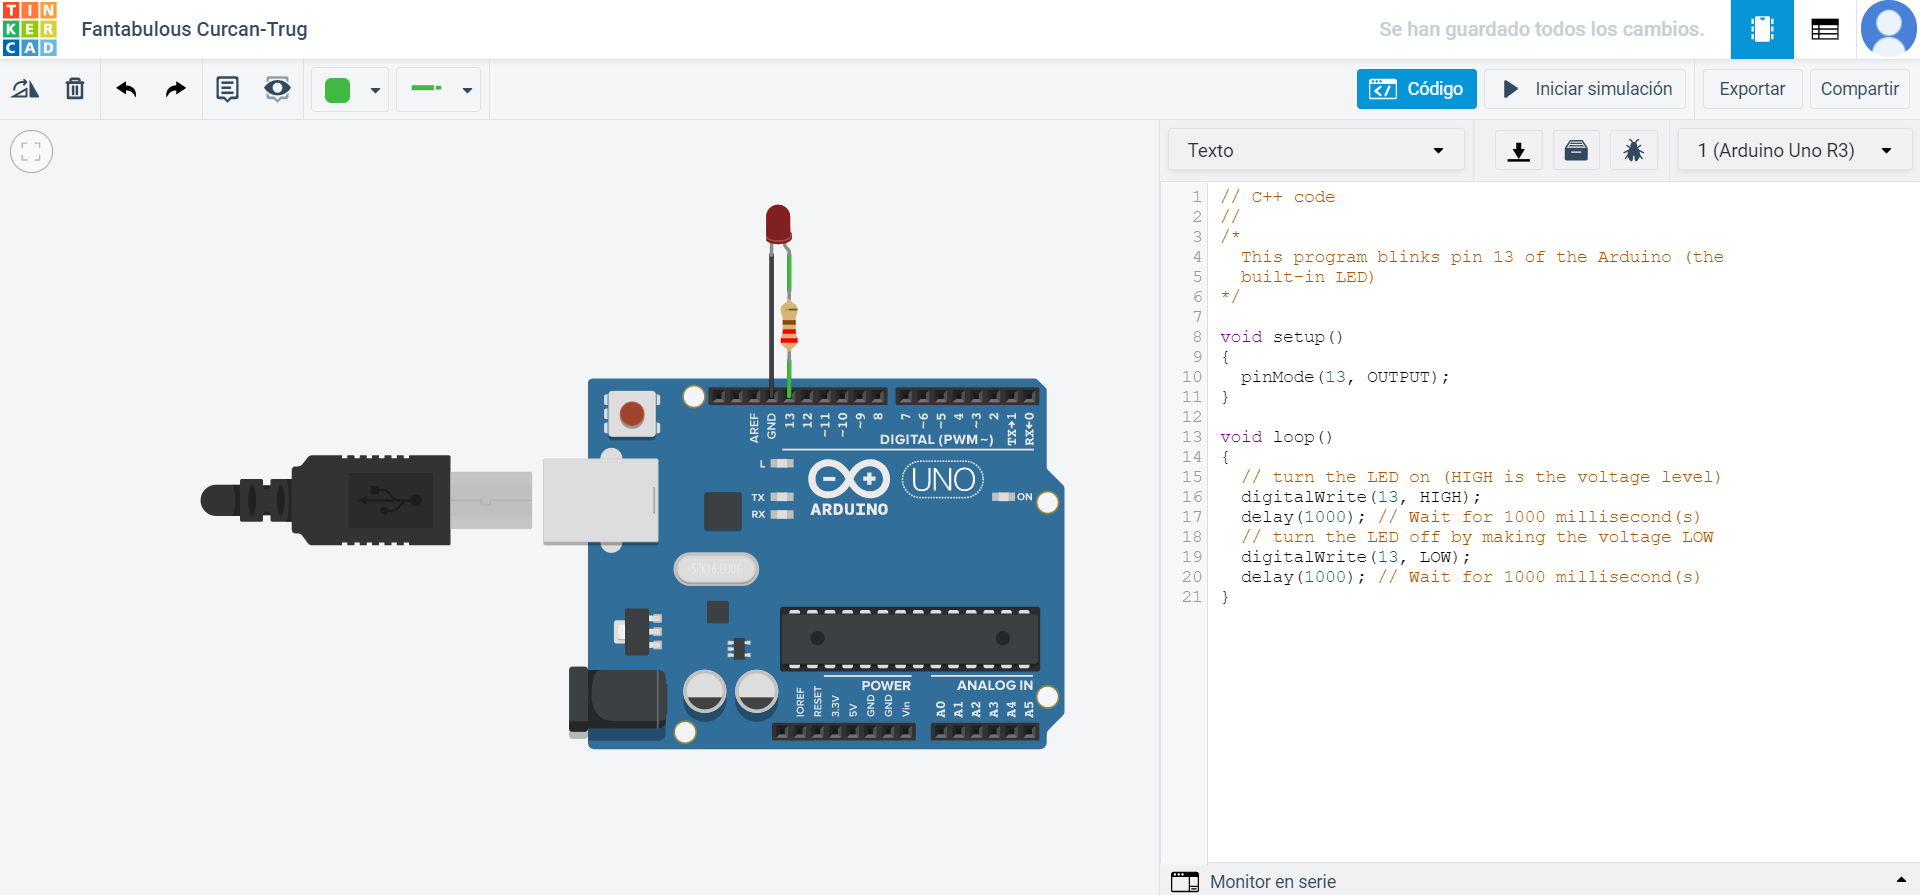 TIN
KER
CAD
Fantabulous Curcan-Trug
Se han guardado todos los cambios.
Código
Iniciar simulación
Exportar
Compartir
Texto
1 (Arduino Uno R3)
1 // C++ code
2 //
3 /*
4   This program blinks pin 13 of the Arduino (the
5   built-in LED)
6 */
7
8 void setup()
9 {
10   pinMode(13, OUTPUT);
11 }
12
13 void loop()
14 {
15   // turn the LED on (HIGH is the voltage level)
16   digitalWrite(13, HIGH);
17   delay(1000); // Wait for 1000 millisecond(s)
18   // turn the LED off by making the voltage LOW
19   digitalWrite(13, LOW);
20   delay(1000); // Wait for 1000 millisecond(s)
21 }
AREF GND 13 12 ~11 ~10 ~9 8 7 ~6 ~5 4 ~3 2 TX→1 RX←0
DIGITAL (PWM~)
L
TX
RX
UNO
ON
ARDUINO
SPK16.000G
POWER
ANALOG IN
IOREF RESET 3.3V 5V GND GND Vin A0 A1 A2 A3 A4 A5
Monitor en serie